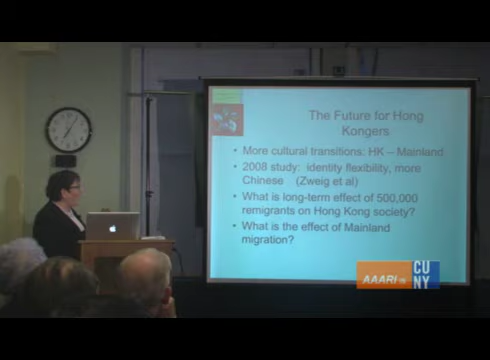 The Future for Hong
Kongers
• More cultural transitions: HK – Mainland
• 2008 study: identity flexibility, more
Chinese (Zweig et al)
• What is long-term effect of 500,000
remigrants on Hong Kong society?
• What is the effect of Mainland
migration?
AAARI
CU
NY